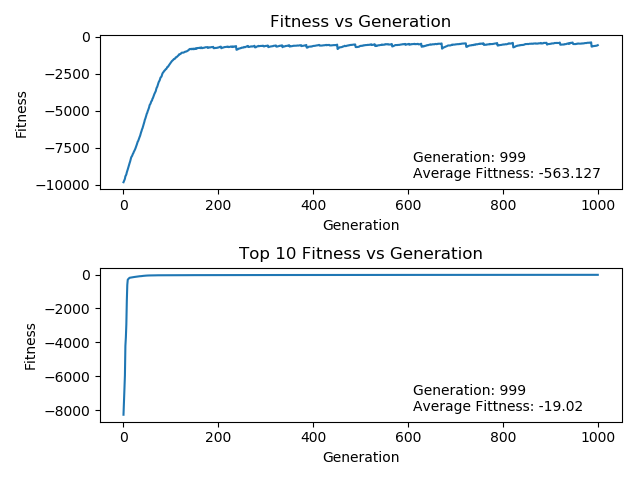 Fitness vs Generation
0
−2500
−5000
−7500
−10000
Fitness
Generation: 999
Average Fittness: -563.127
0 200 400 600 800 1000
Generation
Top 10 Fitness vs Generation
0
−2000
−4000
−6000
−8000
Fitness
Generation: 999
Average Fittness: -19.02
0 200 400 600 800 1000
Generation